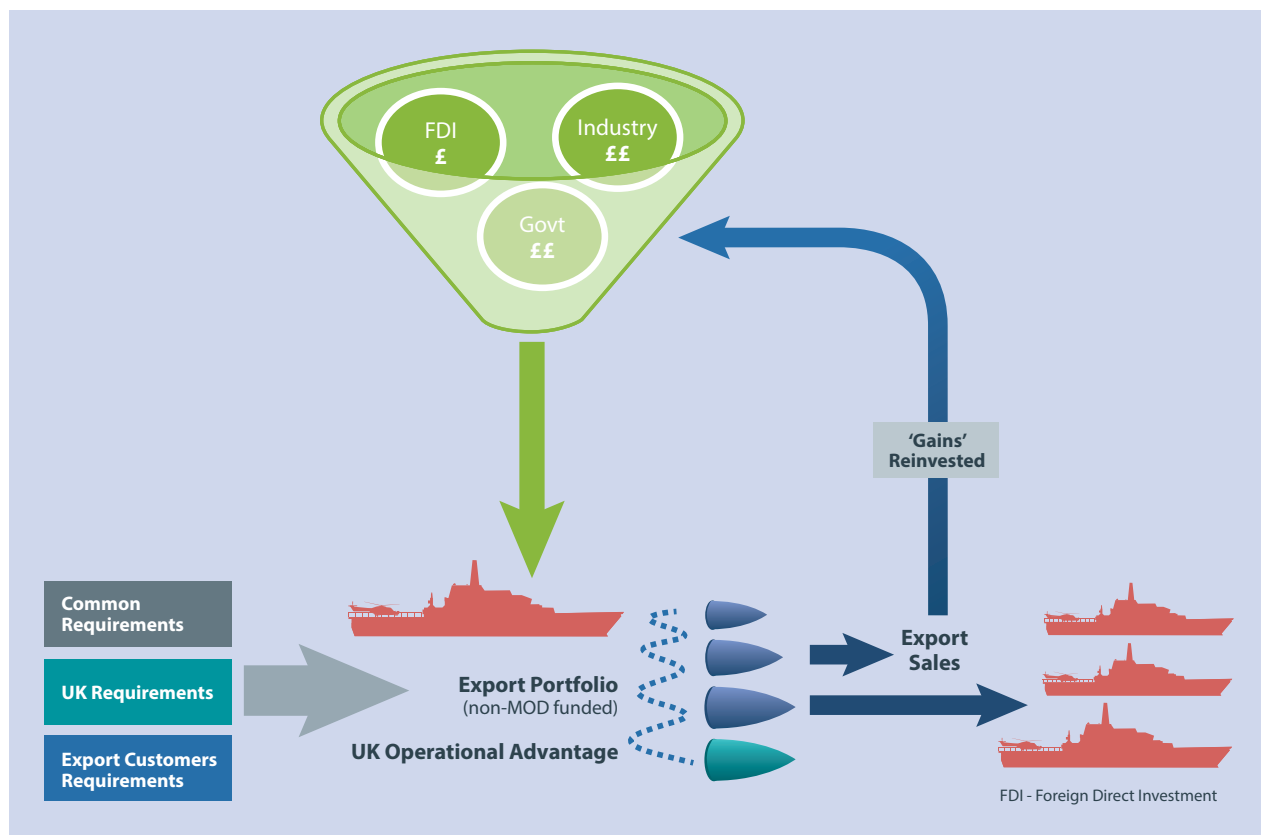 FDI
£
Industry
££
Govt
££
‘Gains’
Reinvested
Common
Requirements
UK Requirements
Export Customers
Requirements
Export Portfolio
(non-MOD funded)
UK Operational Advantage
Export
Sales
FDI - Foreign Direct Investment